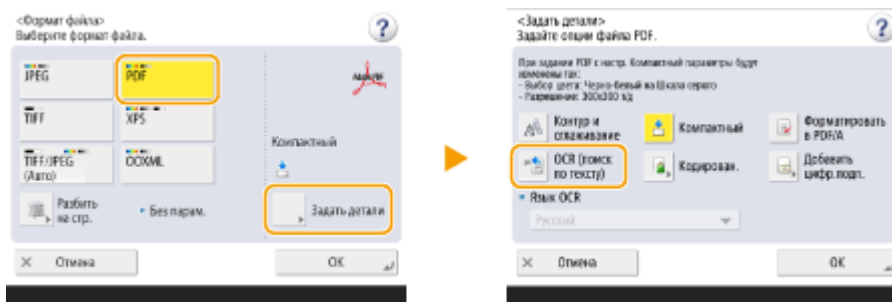 <Формат файла>
Выберите формат файла.
?
JPEG
PDF
TIFF
XPS
TIFF/JPEG
(Авто)
OOXML
Компактный
Разбить
на стр.
Без парам.
Задать детали
Отмена
OK
<Задать детали>
Задайте опции файла PDF.
?
При задании PDF с настр. Компактный параметры будут
изменены так:
- Выбор цвета: Черно-белый на Шкала серого
- Разрешение: 300x300 т/д
Контур и
сглаживание
Компактный
Форматировать
в PDF/A
OCR (поиск
по тексту)
Кодирован.
Добавить
цифр.подп.
Язык OCR
Русский
Отмена
OK